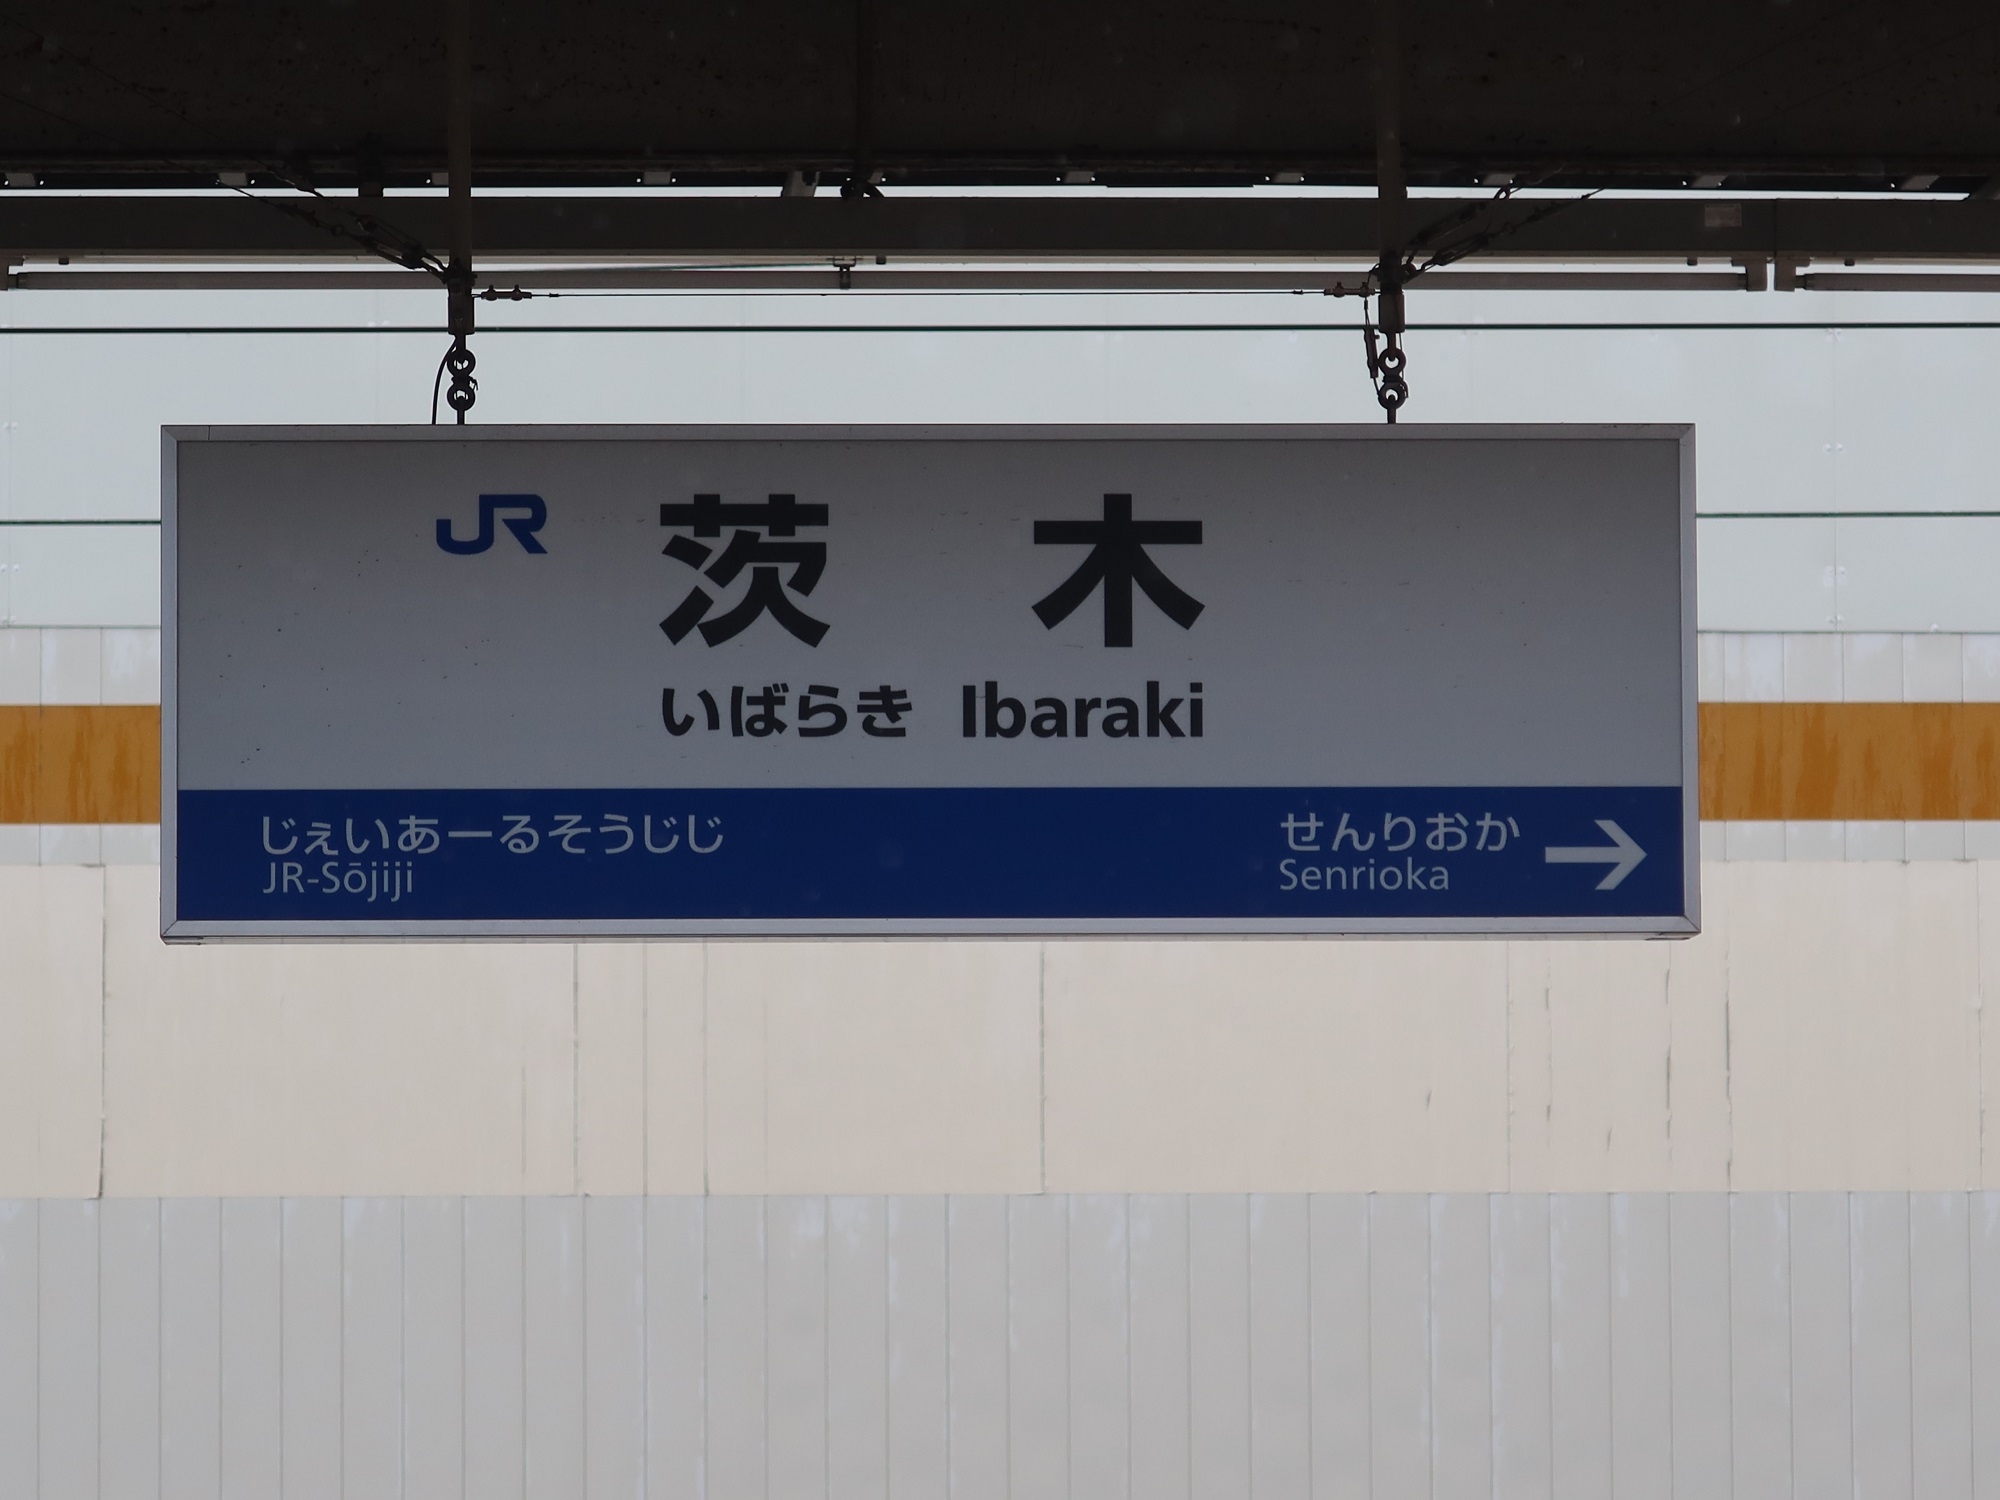 JR 茨木
いばらき Ibaraki
じぇいあーるそうじじ
JR-Sōjiji
せんりおか →
Senrioka